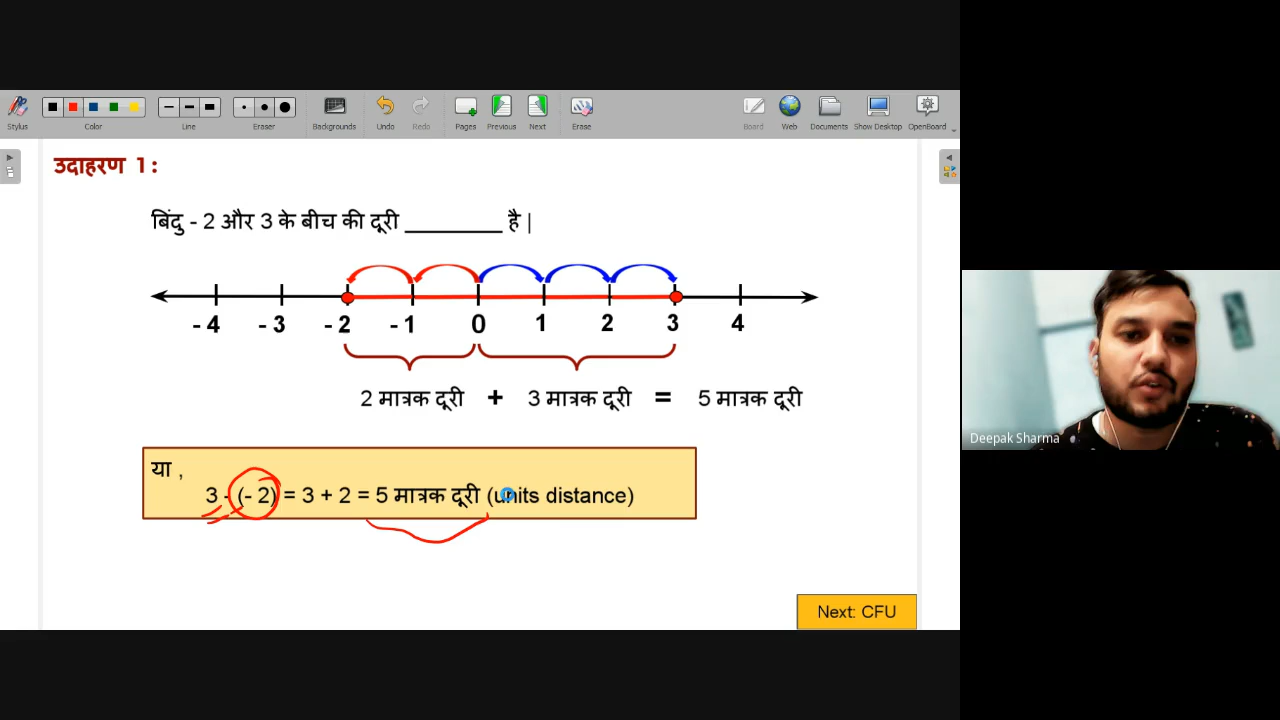 Stylus Color Line Eraser Backgrounds Undo Redo Pages Previous Next Erase Board Web Documents Show Desktop OpenBoard
उदाहरण 1 :
बिंदु - 2 और 3 के बीच की दूरी ________ है |
- 4 - 3 - 2 - 1 0 1 2 3 4
2 मात्रक दूरी + 3 मात्रक दूरी = 5 मात्रक दूरी
या ,
3 - (- 2) = 3 + 2 = 5 मात्रक दूरी (units distance)
Next: CFU
Deepak Sharma